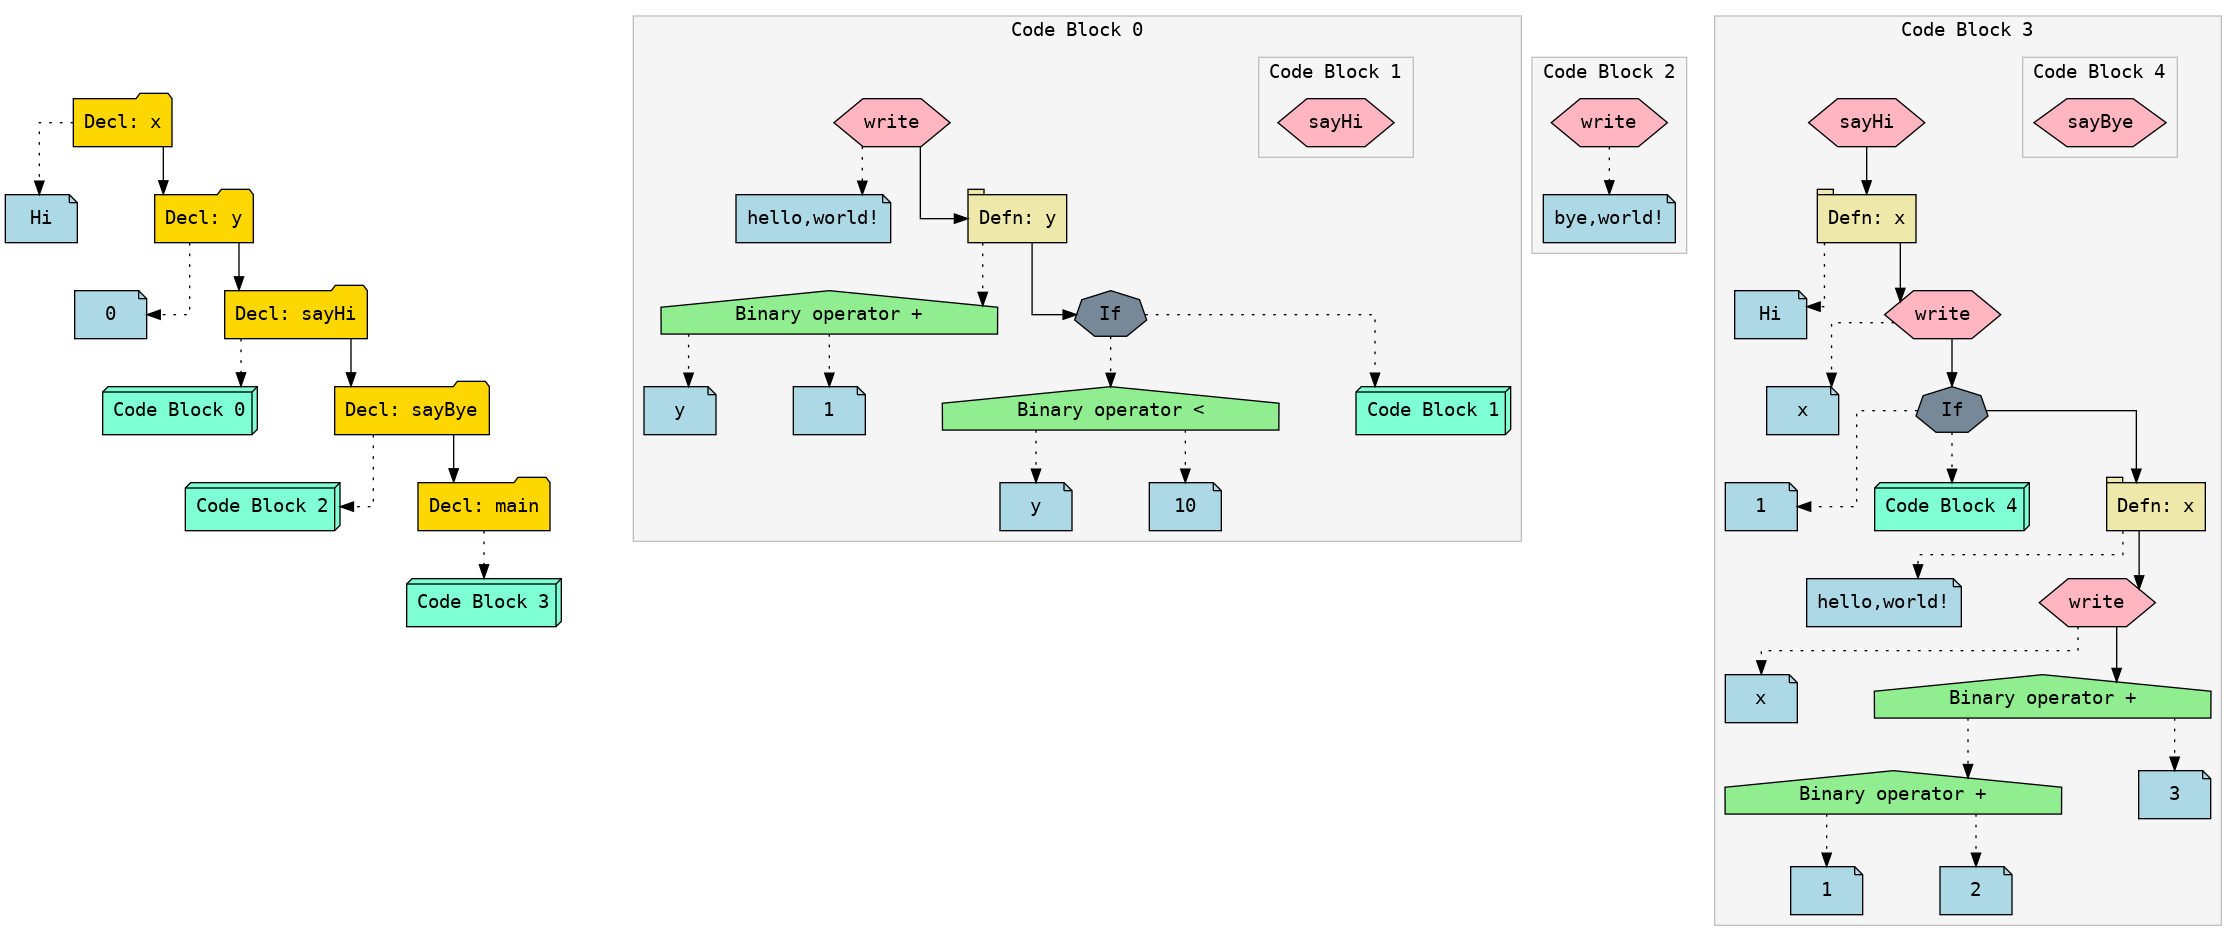 Decl: x
Hi
Decl: y
0
Decl: sayHi
Code Block 0
Decl: sayBye
Code Block 2
Decl: main
Code Block 3
Code Block 0
Code Block 1
write
sayHi
hello,world!
Defn: y
Binary operator +
If
y
1
Binary operator <
Code Block 1
y
10
Code Block 2
write
bye,world!
Code Block 3
Code Block 4
sayHi
sayBye
Defn: x
Hi
write
x
If
1
Code Block 4
Defn: x
hello,world!
write
x
Binary operator +
Binary operator +
3
1
2